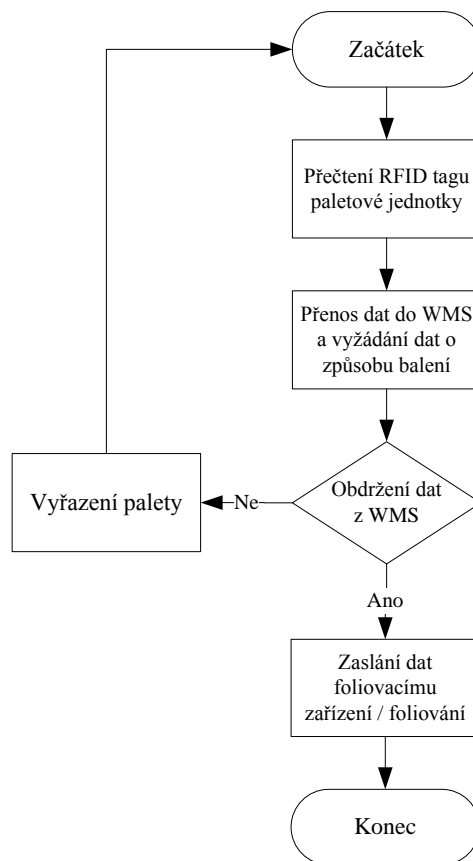 Začátek
Přečtení RFID tagu
paletové jednotky
Přenos dat do WMS
a vyžádání dat o
způsobu balení
Obdržení dat
z WMS
Ne
Vyřazení palety
Ano
Zaslání dat
foliovacímu
zařízení / foliování
Konec